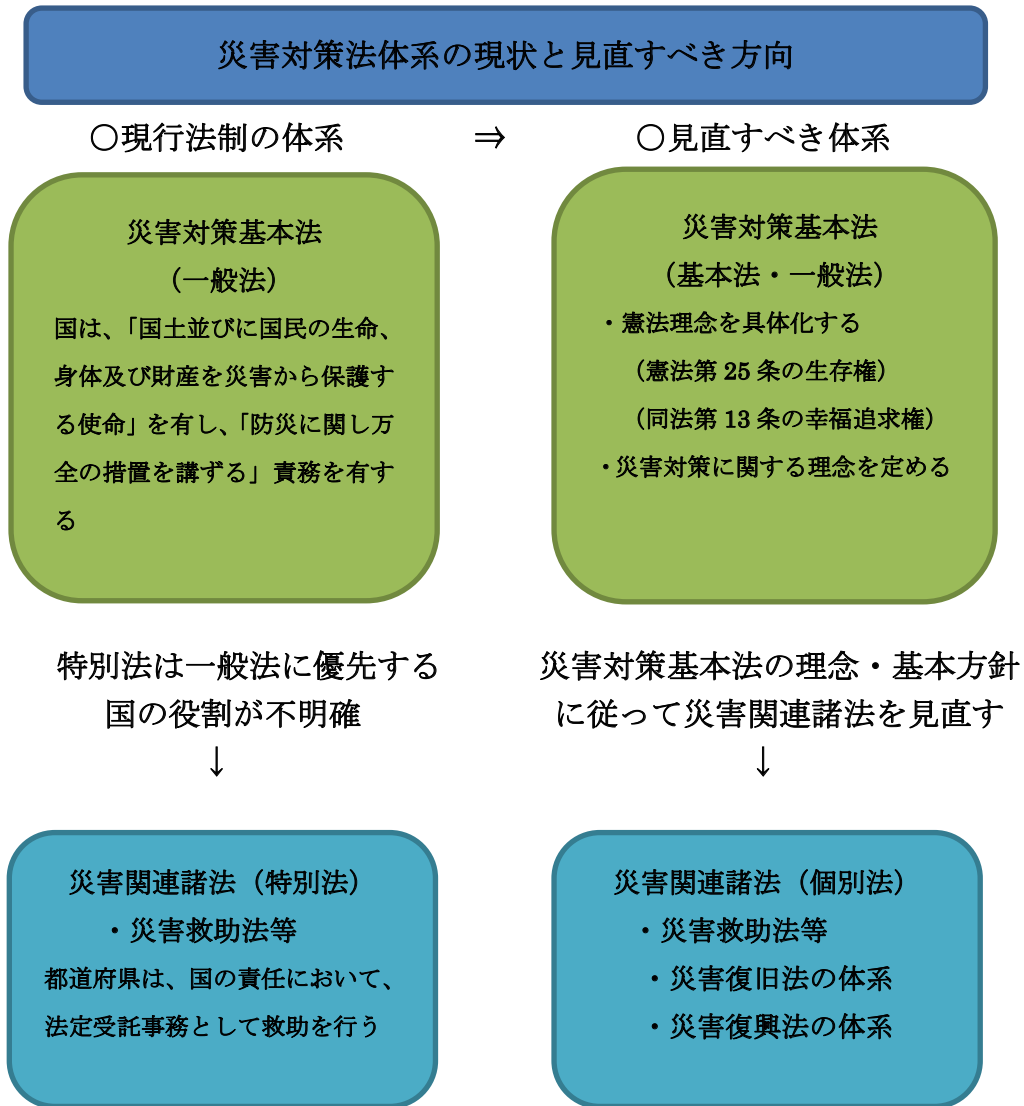 災害対策法体系の現状と見直すべき方向
○現行法制の体系 ⇒ ○見直すべき体系
災害対策基本法
（一般法）
国は、「国土並びに国民の生命、
身体及び財産を災害から保護す
る使命」を有し、「防災に関し万
全の措置を講ずる」責務を有す
る
災害対策基本法
（基本法・一般法）
・憲法理念を具体化する
（憲法第 25 条の生存権）
（同法第 13 条の幸福追求権）
・災害対策に関する理念を定める
特別法は一般法に優先する
国の役割が不明確
↓
災害対策基本法の理念・基本方針
に従って災害関連諸法を見直す
↓
災害関連諸法（特別法）
・災害救助法等
都道府県は、国の責任において、
法定受託事務として救助を行う
災害関連諸法（個別法）
・災害救助法等
・災害復旧法の体系
・災害復興法の体系